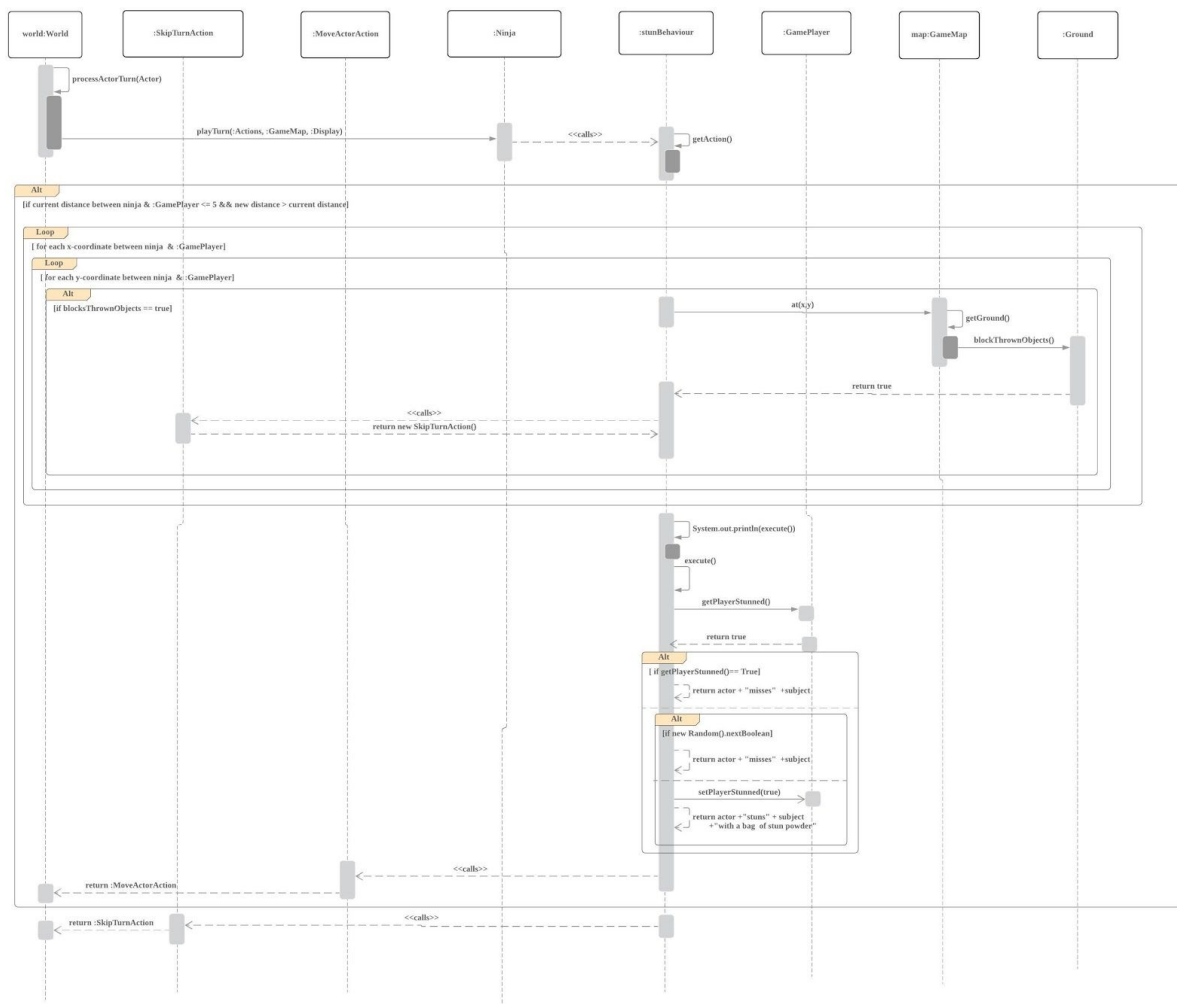 world:World
:SkipTurnAction
:MoveActorAction
:Ninja
:stunBehaviour
:GamePlayer
map:GameMap
:Ground
processActorTurn(Actor)
playTurn(:Actions, :GameMap, :Display)
<<calls>>
getAction()
Alt
[if current distance between ninja & :GamePlayer <= 5 && new distance > current distance]
Loop
[ for each x-coordinate between ninja & :GamePlayer]
Loop
[ for each y-coordinate between ninja & :GamePlayer]
Alt
[if blocksThrownObjects == true]
at(x,y)
getGround()
blockThrownObjects()
return true
<<calls>>
return new SkipTurnAction()
System.out.println(execute())
execute()
getPlayerStunned()
return true
Alt
[ if getPlayerStunned()== True]
return actor + "misses" +subject
Alt
[if new Random().nextBoolean]
return actor + "misses" +subject
setPlayerStunned(true)
return actor +"stuns" + subject
+"with a bag of stun powder"
<<calls>>
return :MoveActorAction
<<calls>>
return :SkipTurnAction